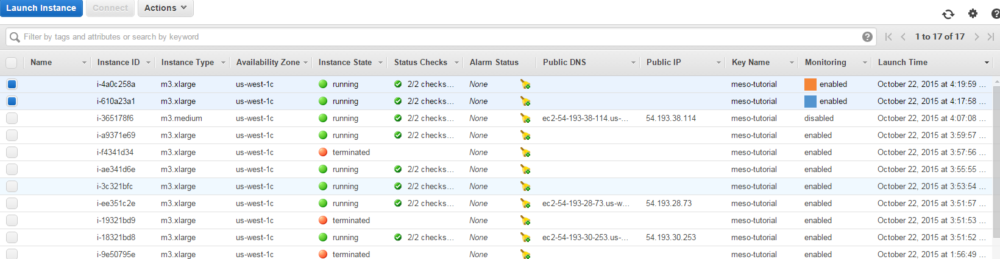 Launch Instance Connect Actions
Filter by tags and attributes or search by keyword ? 1 to 17 of 17
Name Instance ID Instance Type Availability Zone Instance State Status Checks Alarm Status Public DNS Public IP Key Name Monitoring Launch Time
i-4a0c258a m3.xlarge us-west-1c running 2/2 checks... None meso-tutorial enabled October 22, 2015 at 4:19:59 ...
i-610a23a1 m3.xlarge us-west-1c running 2/2 checks... None meso-tutorial enabled October 22, 2015 at 4:17:58 ...
i-365178f6 m3.medium us-west-1c running 2/2 checks... None ec2-54-193-38-114.us-... 54.193.38.114 meso-tutorial disabled October 22, 2015 at 4:07:08 ...
i-a9371e69 m3.xlarge us-west-1c running 2/2 checks... None meso-tutorial enabled October 22, 2015 at 3:59:57 ...
i-f4341d34 m3.xlarge us-west-1c terminated None meso-tutorial enabled October 22, 2015 at 3:57:56 ...
i-ae341d6e m3.xlarge us-west-1c running 2/2 checks... None meso-tutorial enabled October 22, 2015 at 3:55:55 ...
i-3c321bfc m3.xlarge us-west-1c running 2/2 checks... None meso-tutorial enabled October 22, 2015 at 3:53:54 ...
i-ee351c2e m3.xlarge us-west-1c running 2/2 checks... None ec2-54-193-28-73.us-w... 54.193.28.73 meso-tutorial enabled October 22, 2015 at 3:51:57 ...
i-19321bd9 m3.xlarge us-west-1c terminated None meso-tutorial enabled October 22, 2015 at 3:51:53 ...
i-18321bd8 m3.xlarge us-west-1c running 2/2 checks... None ec2-54-193-30-253.us-... 54.193.30.253 meso-tutorial enabled October 22, 2015 at 3:51:52 ...
i-9e50795e m3.xlarge us-west-1c terminated None meso-tutorial enabled October 22, 2015 at 1:56:49 ...